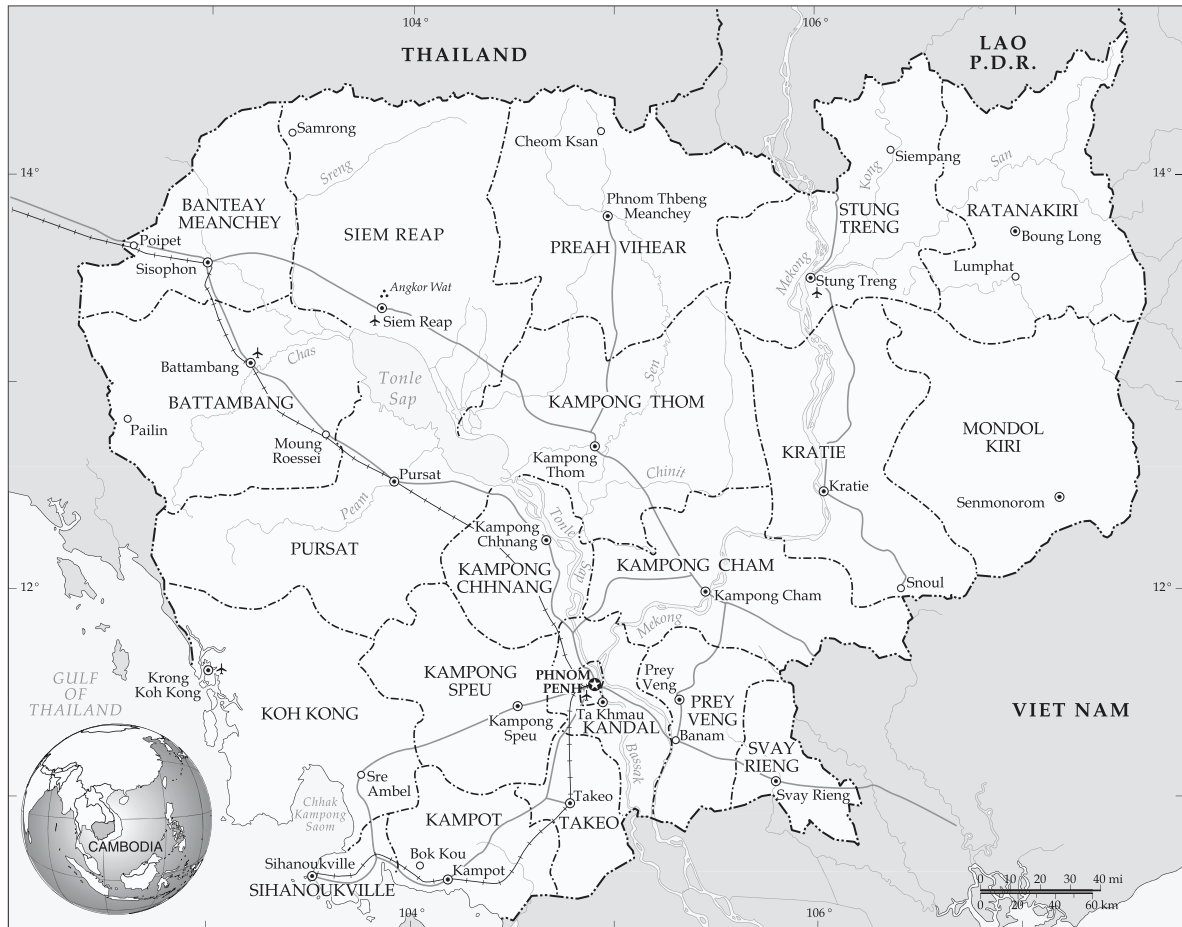 104°
106°
THAILAND
LAO
P.D.R.
Samrong
Cheom Ksan
Siempang
14°
Sreng
Kong
San
14°
BANTEAY
MEANCHEY
SIEM REAP
Phnom Thbeng
Meanchey
PREAH VIHEAR
STUNG
TRENG
RATANAKIRI
Boung Long
Poipet
Sisophon
Mekong
Lumphat
Stung Treng
Angkor Wat
Siem Reap
Battambang
Chas
Tonle
Sap
Sen
BATTAMBANG
KAMPONG THOM
Pailin
Moung
Roessei
Kampong
Thom
KRATIE
MONDOL
KIRI
Pursat
Chinit
Kratie
Senmonorom
Peam
Kampong
Chhnang
Tonle
Sap
PURSAT
KAMPONG
CHHNANG
KAMPONG CHAM
Snoul
12°
12°
Kampong Cham
Mekong
GULF
OF
THAILAND
Krong
Koh Kong
KAMPONG
SPEU
PHNOM
PENH
Prey
Veng
KOH KONG
Kampong
Speu
Ta Khmau
KANDAL
PREY
VENG
Banam
VIET NAM
Bassak
SVAY
RIENG
Sre
Ambel
Svay Rieng
Chhak
Kampong
Saom
Takeo
KAMPOT
TAKEO
CAMBODIA
Bok Kou
Sihanoukville
Kampot
SIHANOUKVILLE
0 10 20 30 40 mi
0 20 40 60 km
104
106°